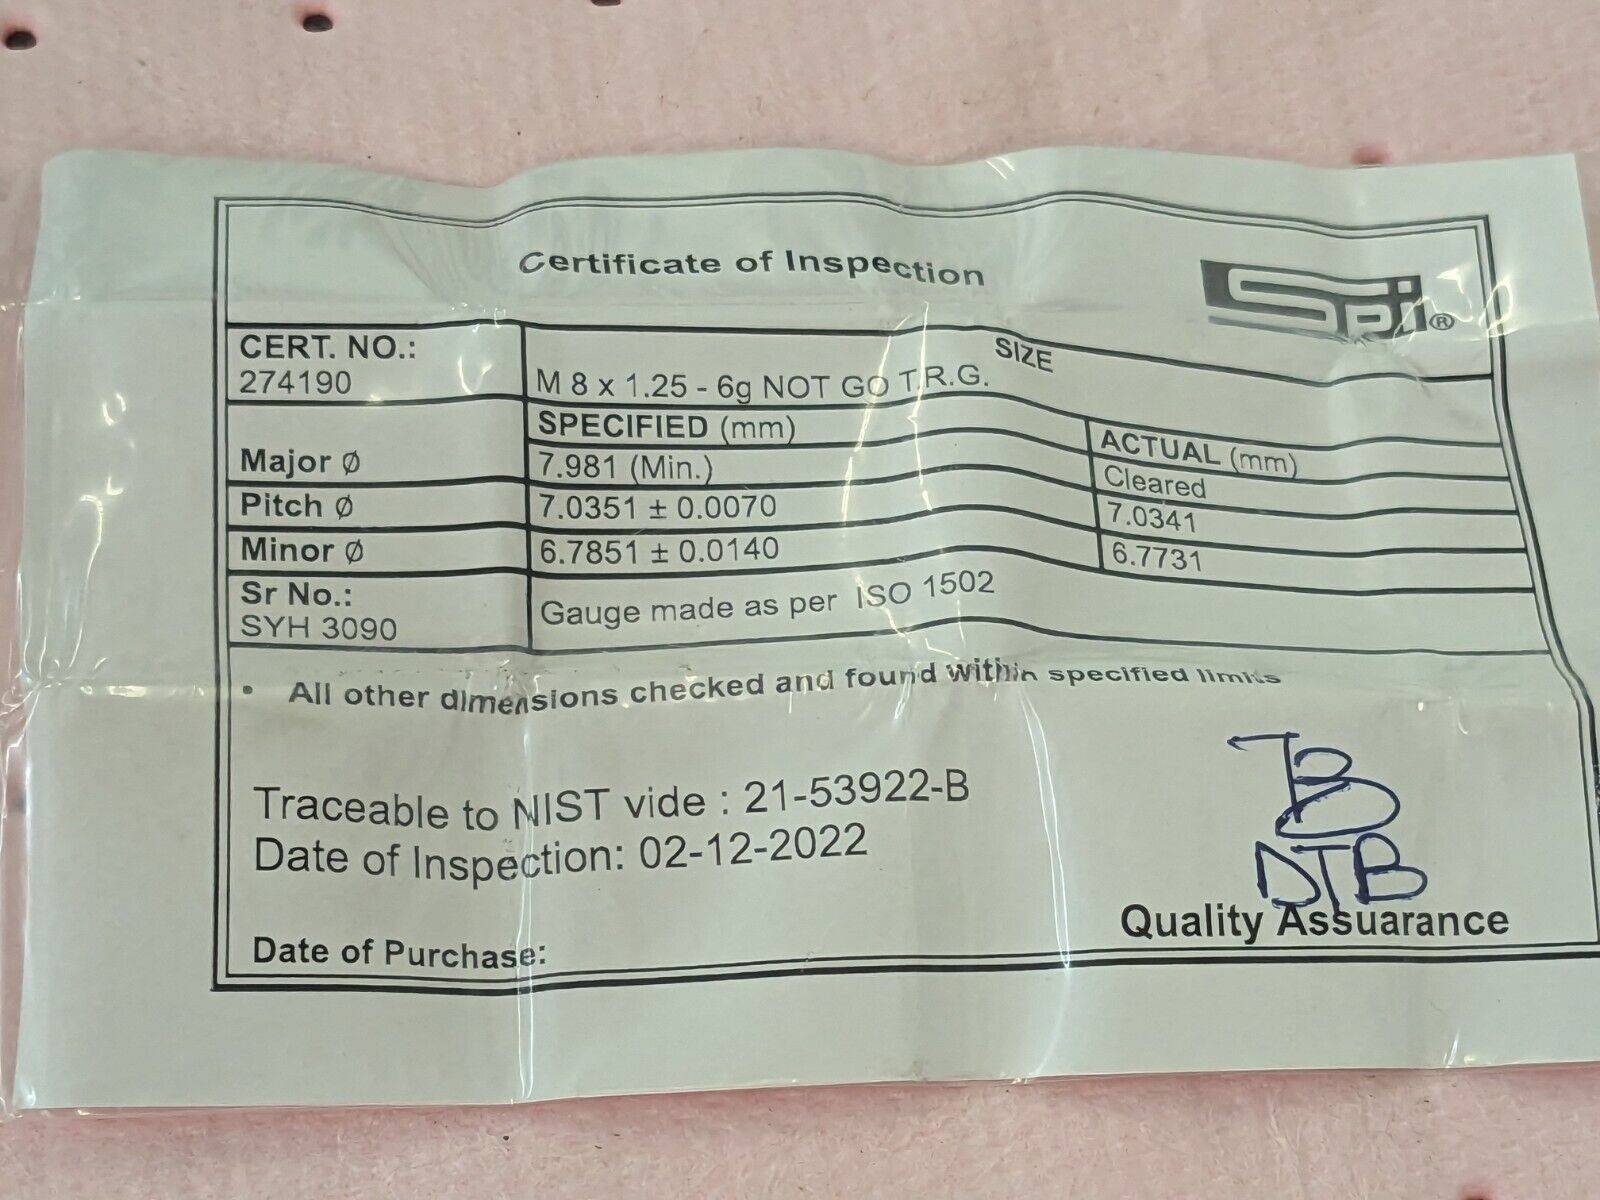 Certificate of Inspection
Spi®
CERT. NO.:
274190
SIZE
M 8 x 1.25 - 6g NOT GO T.R.G.
SPECIFIED (mm)
ACTUAL (mm)
Major Ø
7.981 (Min.)
Cleared
Pitch Ø
7.0351 ± 0.0070
7.0341
Minor Ø
6.7851 ± 0.0140
6.7731
Sr No.:
SYH 3090
Gauge made as per ISO 1502
• All other dimensions checked and found within specified limits
Traceable to NIST vide : 21-53922-B
Date of Inspection: 02-12-2022
DTB
Quality Assuarance
Date of Purchase: